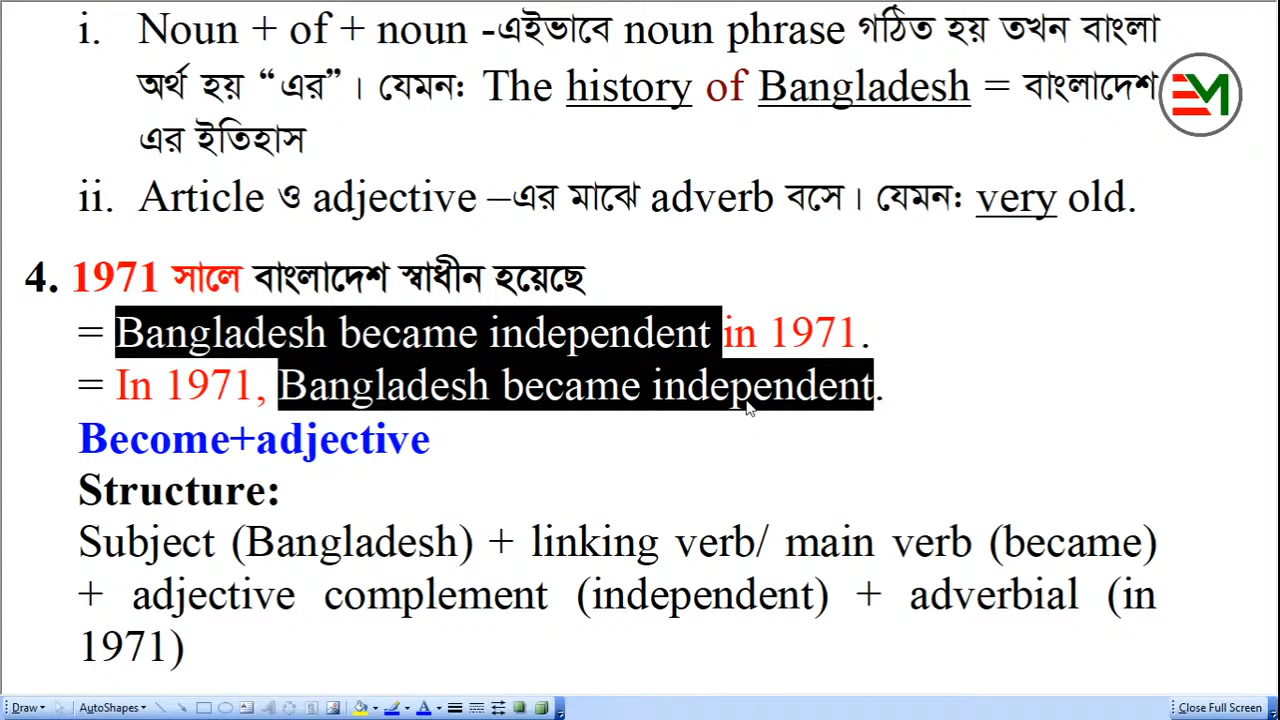 i. Noun + of + noun -এইভাবে noun phrase গঠিত হয় তখন বাংলা
অর্থ হয় “এর”। যেমনঃ The history of Bangladesh = বাংলাদেশ
এর ইতিহাস
EM
ii. Article ও adjective –এর মাঝে adverb বসে। যেমনঃ very old.
4. 1971 সালে বাংলাদেশ স্বাধীন হয়েছে
= Bangladesh became independent in 1971.
= In 1971, Bangladesh became independent.
Become+adjective
Structure:
Subject (Bangladesh) + linking verb/ main verb (became)
+ adjective complement (independent) + adverbial (in
1971)
Draw AutoShapes Close Full Screen